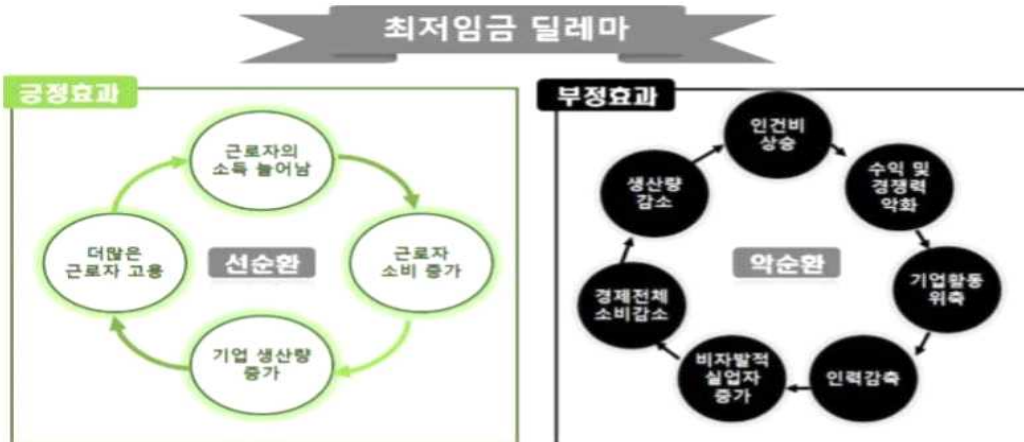 최저임금 딜레마
긍정효과
근로자의
소득 늘어남
근로자
소비 증가
기업 생산량
증가
더많은
근로자 고용
선순환
부정효과
인건비
상승
수익 및
경쟁력
악화
기업활동
위축
인력감축
비자발적
실업자
증가
경제전체
소비감소
생산량
감소
악순환